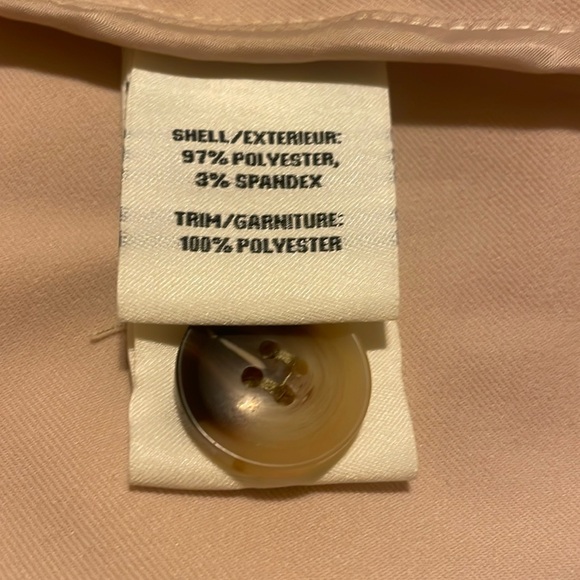 SHELL/EXTERIEUR:
97% POLYESTER,
3% SPANDEX
TRIM/GARNITURE:
100% POLYESTER